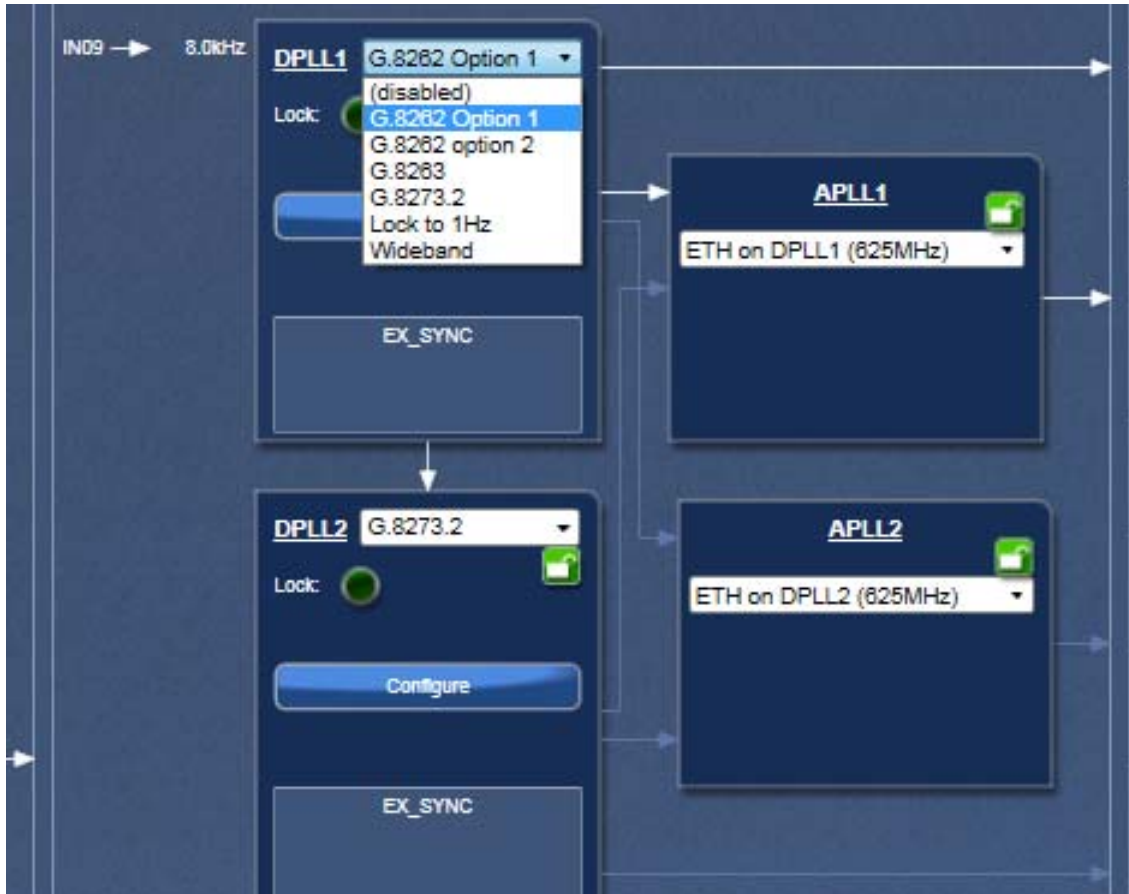 IN09
8.0kHz
DPLL1
G.8262 Option 1
Lock:
(disabled)
G.8262 Option 1
G.8262 option 2
G.8263
G.8273.2
Lock to 1Hz
Wideband
EX_SYNC
APLL1
ETH on DPLL1 (625MHz)
DPLL2
G.8273.2
Lock:
Configure
EX_SYNC
APLL2
ETH on DPLL2 (625MHz)